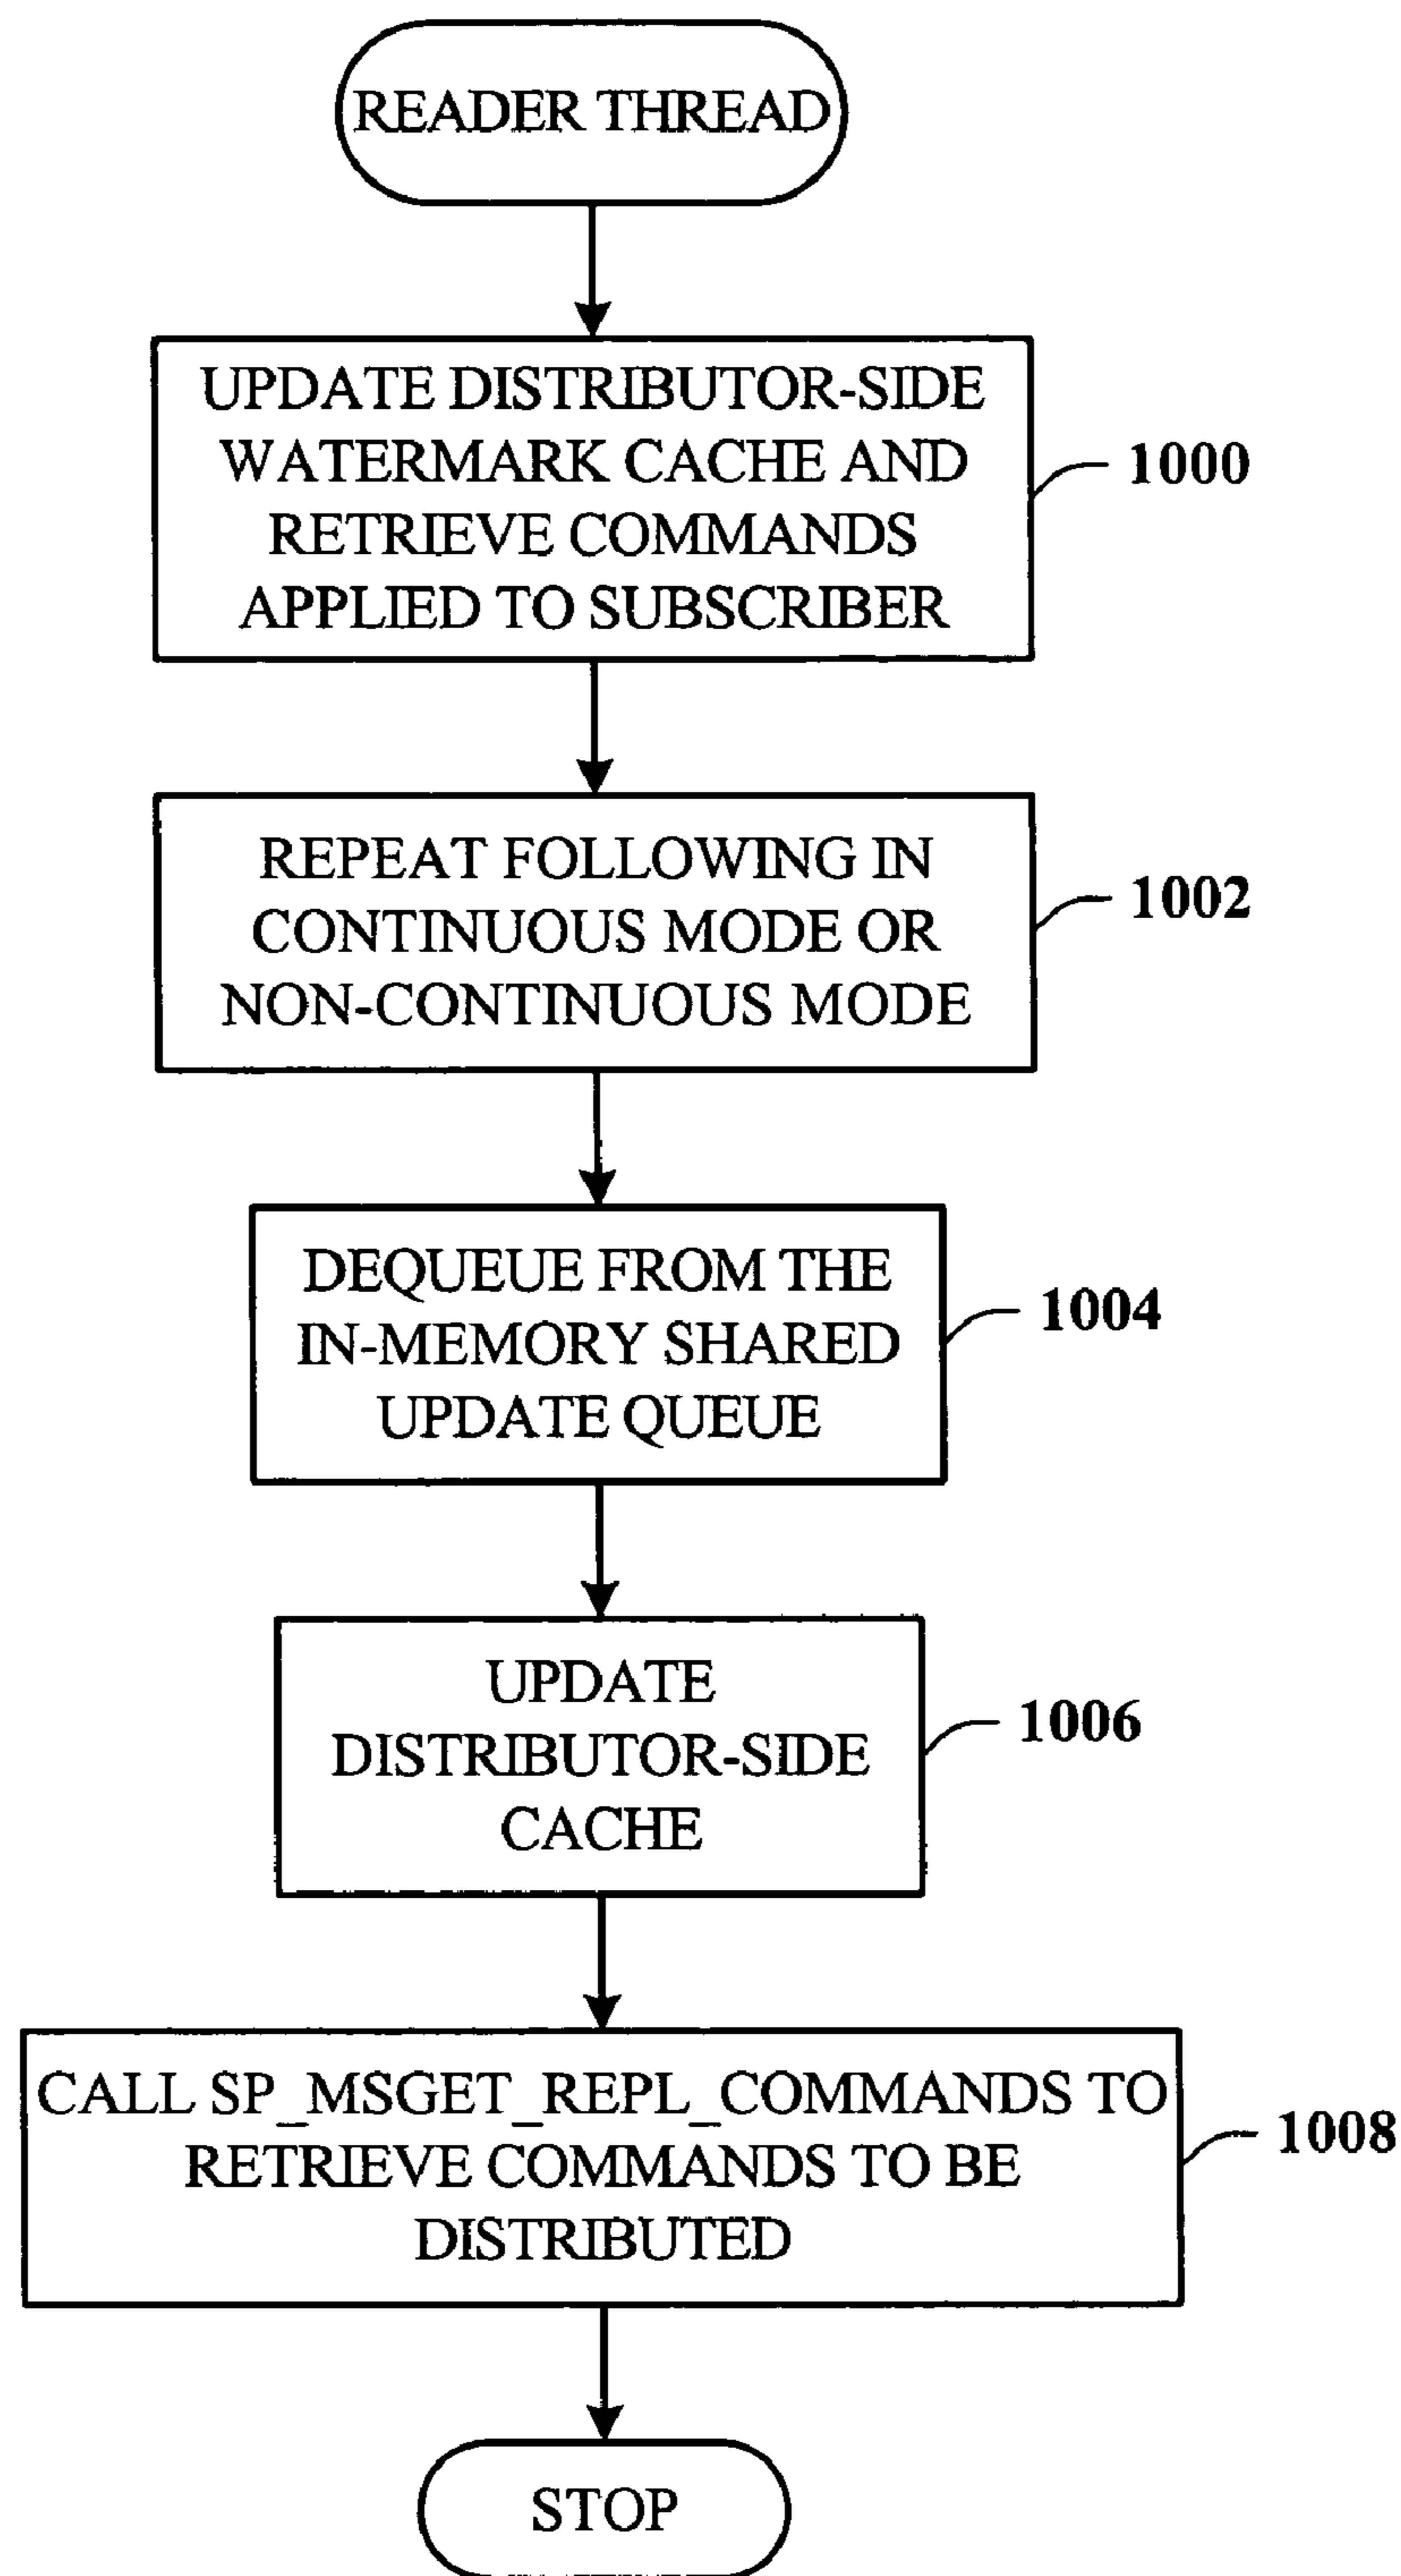 READER THREAD
UPDATE DISTRIBUTOR-SIDE
WATERMARK CACHE AND
RETRIEVE COMMANDS
APPLIED TO SUBSCRIBER
1000
REPEAT FOLLOWING IN
CONTINUOUS MODE OR
NON-CONTINUOUS MODE
1002
DEQUEUE FROM THE
IN-MEMORY SHARED
UPDATE QUEUE
1004
UPDATE
DISTRIBUTOR-SIDE
CACHE
1006
CALL SP_MSGET_REPL_COMMANDS TO
RETRIEVE COMMANDS TO BE
DISTRIBUTED
1008
STOP